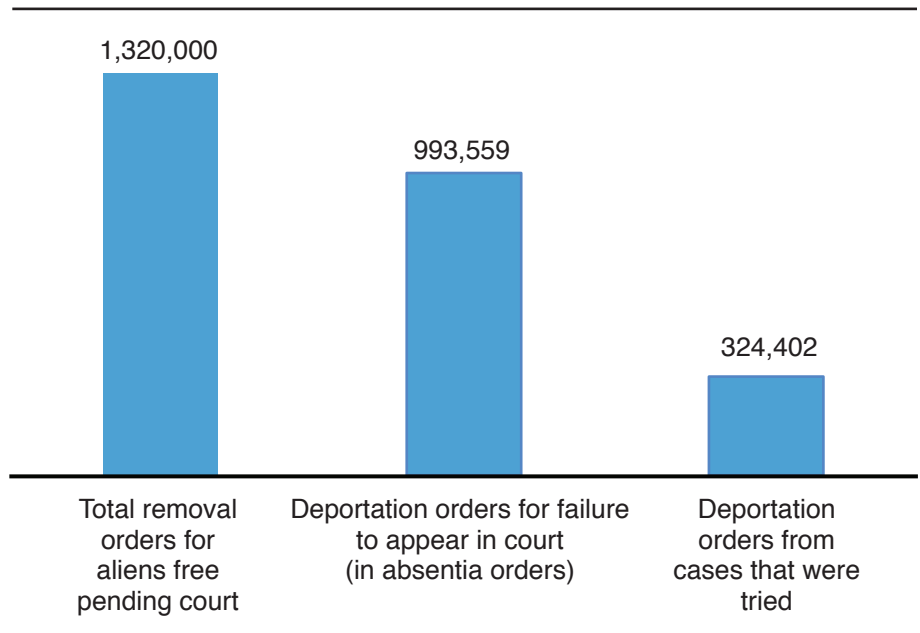 1,320,000
993,559
324,402
Total removal
orders for
aliens free
pending court
Deportation orders for failure
to appear in court
(in absentia orders)
Deportation
orders from
cases that were
tried